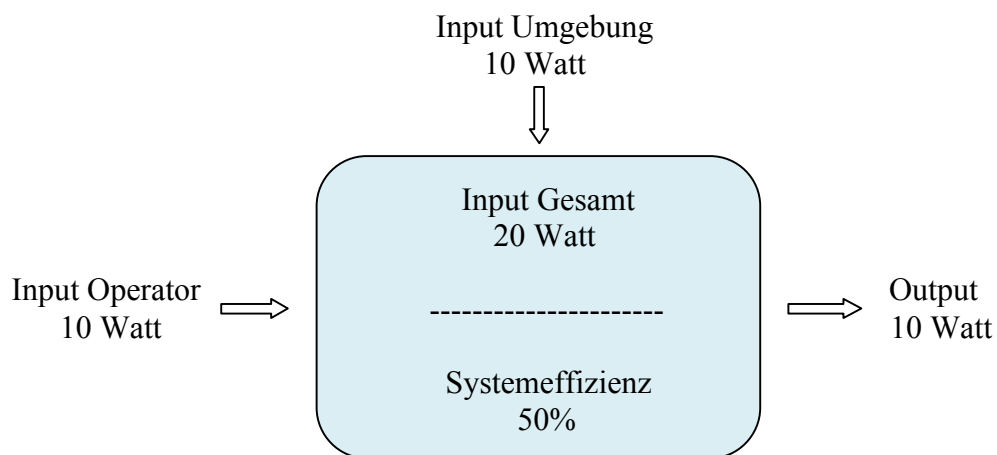 Input Umgebung
10 Watt
Input Gesamt
20 Watt
Input Operator
10 Watt
----------------------
Output
10 Watt
Systemeffizienz
50%